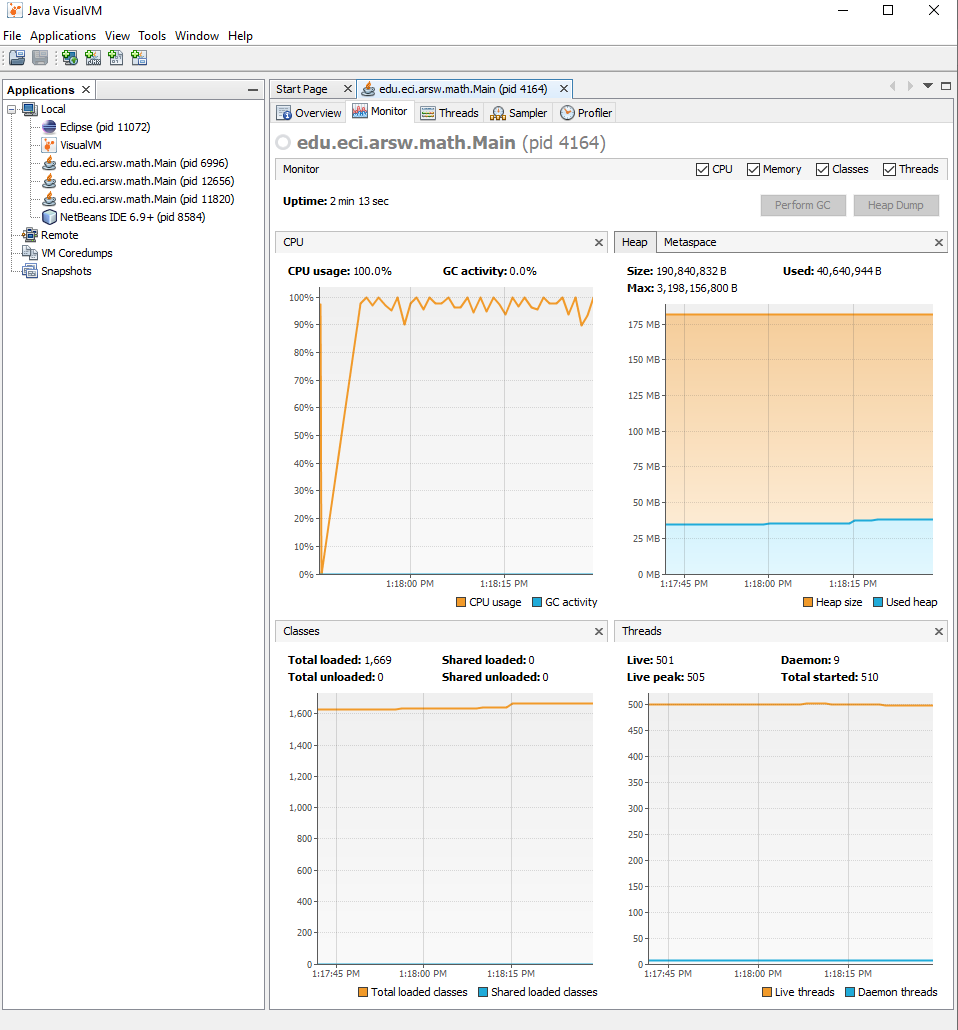 Java VisualVM
File Applications View Tools Window Help
Applications
Local
Eclipse (pid 11072)
VisualVM
edu.eci.arsw.math.Main (pid 6996)
edu.eci.arsw.math.Main (pid 12656)
edu.eci.arsw.math.Main (pid 11820)
NetBeans IDE 6.9+ (pid 8584)
Remote
VM Coredumps
Snapshots
Start Page edu.eci.arsw.math.Main (pid 4164)
Overview Monitor Threads Sampler Profiler
edu.eci.arsw.math.Main (pid 4164)
Monitor CPU Memory Classes Threads
Uptime: 2 min 13 sec Perform GC Heap Dump
CPU
CPU usage: 100.0% GC activity: 0.0%
100%
90%
80%
70%
60%
50%
40%
30%
20%
10%
0%
1:18:00 PM 1:18:15 PM
CPU usage GC activity
Heap Metaspace
Size: 190,840,832 B Used: 40,640,944 B
Max: 3,198,156,800 B
175 MB
150 MB
125 MB
100 MB
75 MB
50 MB
25 MB
0 MB
1:17:45 PM 1:18:00 PM 1:18:15 PM
Heap size Used heap
Classes
Total loaded: 1,669 Shared loaded: 0
Total unloaded: 0 Shared unloaded: 0
1,600
1,400
1,200
1,000
800
600
400
200
0
1:17:45 PM 1:18:00 PM 1:18:15 PM
Total loaded classes Shared loaded classes
Threads
Live: 501 Daemon: 9
Live peak: 505 Total started: 510
500
450
400
350
300
250
200
150
100
50
0
1:17:45 PM 1:18:00 PM 1:18:15 PM
Live threads Daemon threads